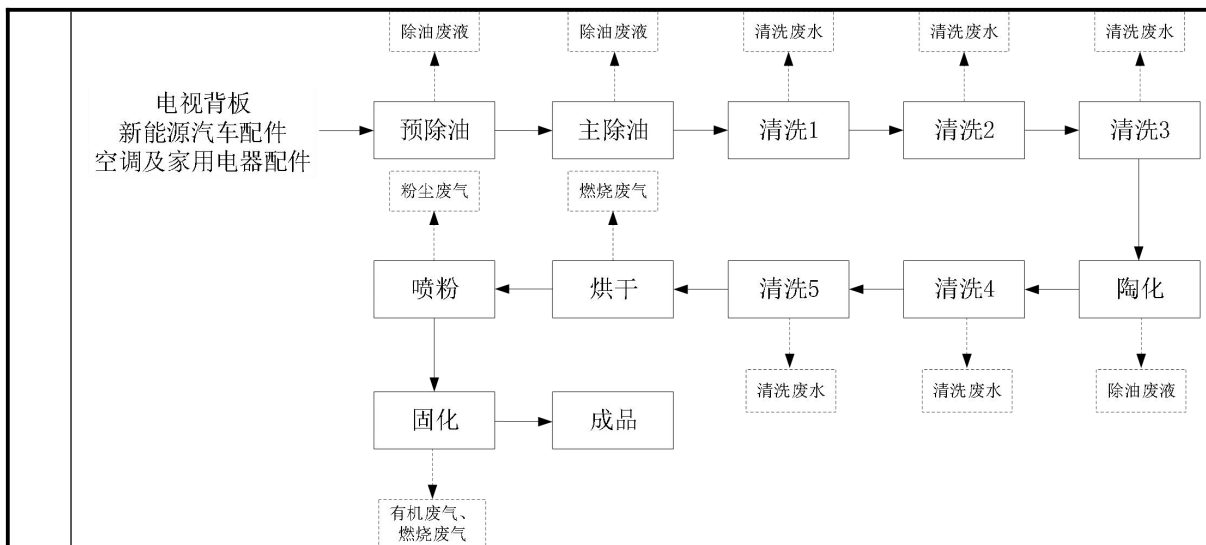 除油废液
除油废液
清洗废水
清洗废水
清洗废水
电视背板
新能源汽车配件
空调及家用电器配件
预除油
主除油
清洗1
清洗2
清洗3
粉尘废气
燃烧废气
喷粉
烘干
清洗5
清洗4
陶化
清洗废水
清洗废水
除油废液
固化
成品
有机废气、
燃烧废气